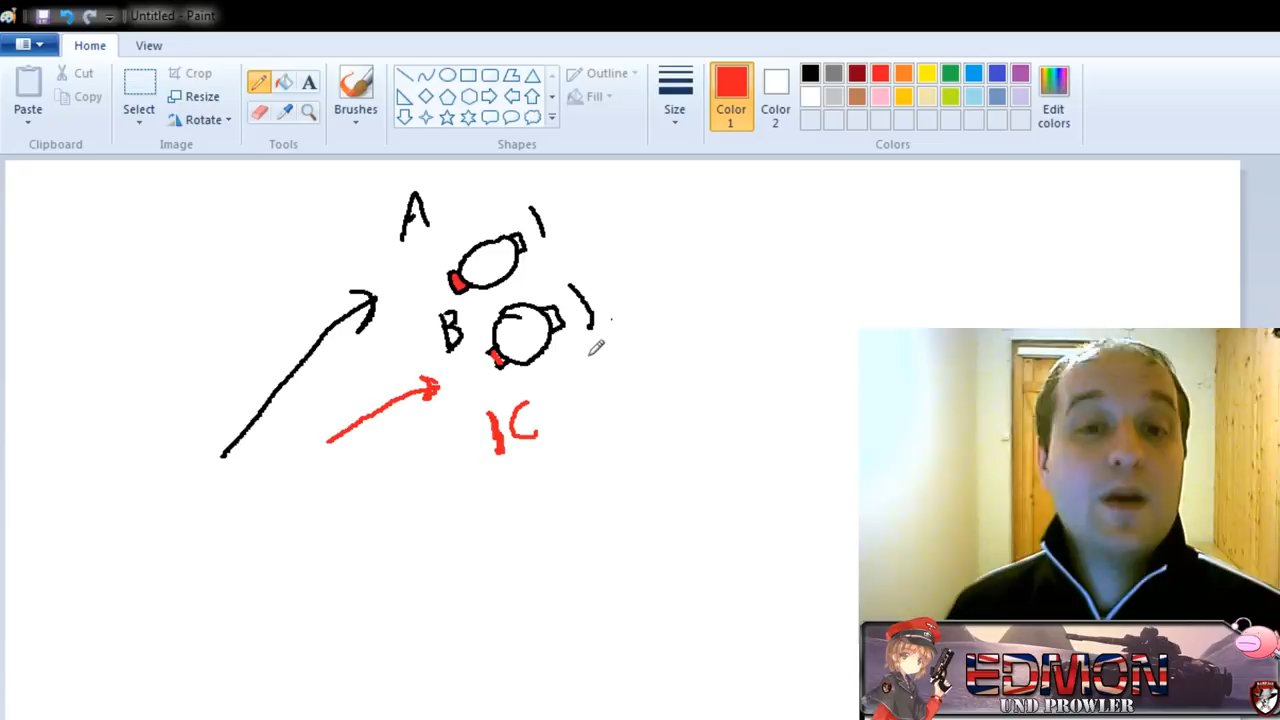 Untitled - Paint
Home View
Paste
Cut
Copy
Clipboard
Select
Crop
Resize
Rotate
Image
Tools
Brushes
Shapes
Outline
Fill
Size
Color 1
Color 2
Edit colors
Colors
A
B
1C
EDMON
UND PROWLER